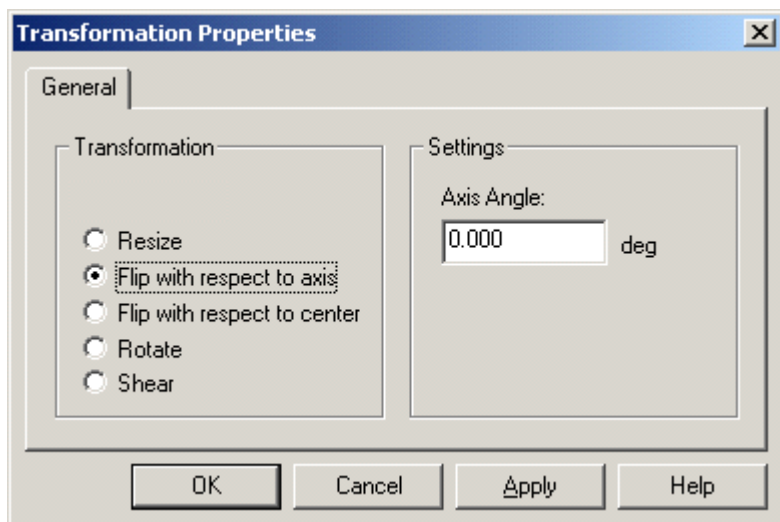 Transformation Properties
General
Transformation
Resize
Flip with respect to axis
Flip with respect to center
Rotate
Shear
Settings
Axis Angle:
0.000 deg
OK Cancel Apply Help